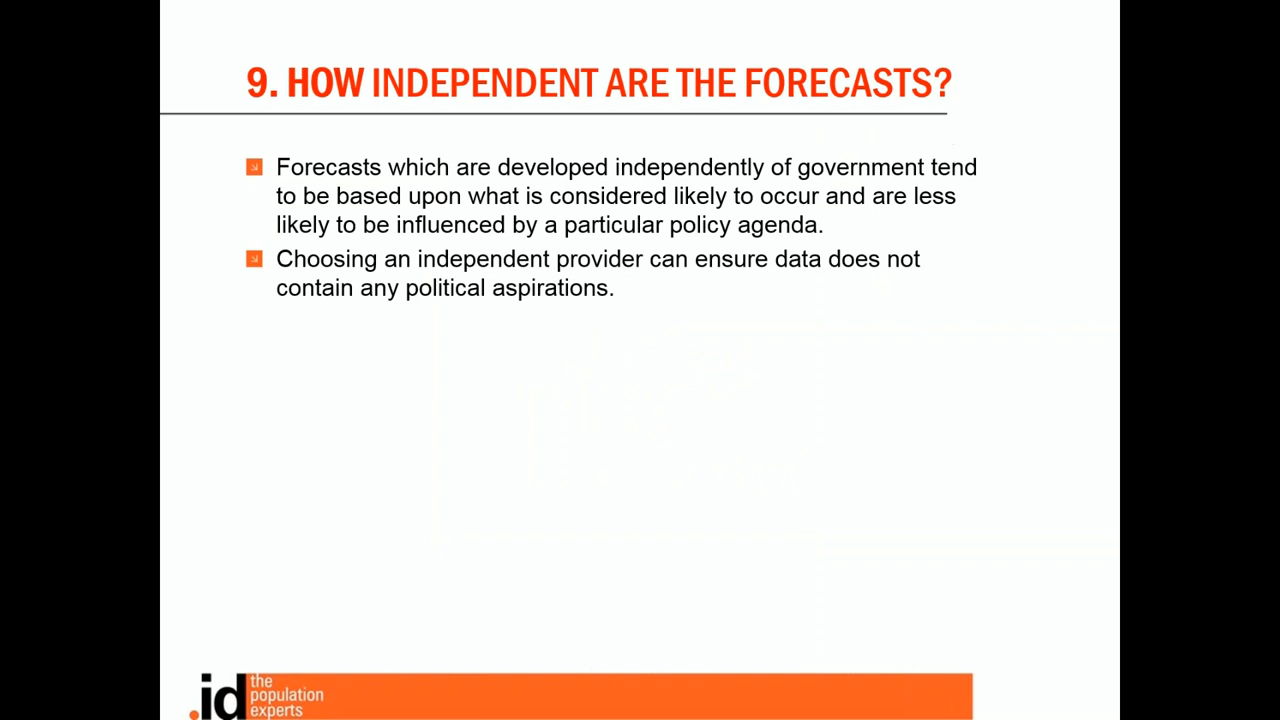 9. HOW INDEPENDENT ARE THE FORECASTS?
Forecasts which are developed independently of government tend
to be based upon what is considered likely to occur and are less
likely to be influenced by a particular policy agenda.
Choosing an independent provider can ensure data does not
contain any political aspirations.
.id
the
population
experts